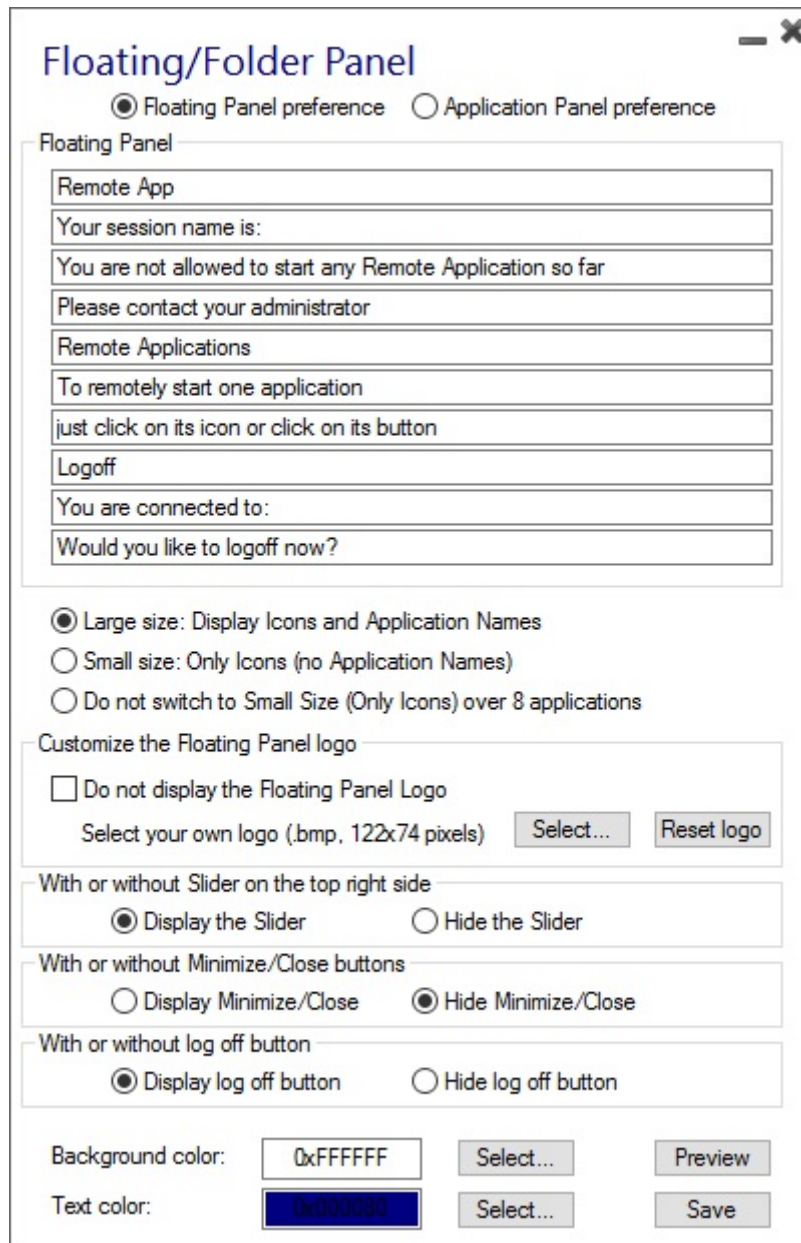 Floating/Folder Panel
Floating Panel preference Application Panel preference
Floating Panel
Remote App
Your session name is:
You are not allowed to start any Remote Application so far
Please contact your administrator
Remote Applications
To remotely start one application
just click on its icon or click on its button
Logoff
You are connected to:
Would you like to logoff now?
Large size: Display Icons and Application Names
Small size: Only Icons (no Application Names)
Do not switch to Small Size (Only Icons) over 8 applications
Customize the Floating Panel logo
Do not display the Floating Panel Logo
Select your own logo (.bmp, 122x74 pixels) Select... Reset logo
With or without Slider on the top right side
Display the Slider Hide the Slider
With or without Minimize/Close buttons
Display Minimize/Close Hide Minimize/Close
With or without log off button
Display log off button Hide log off button
Background color: 0xFFFFFF Select... Preview
Text color: 0x000080 Select... Save